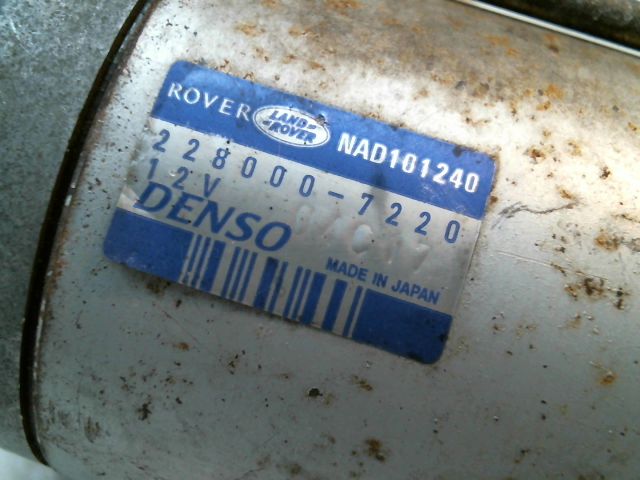 ROVER LAND ROVER NAD101240
228000-7220
12V
DENSO
MADE IN JAPAN